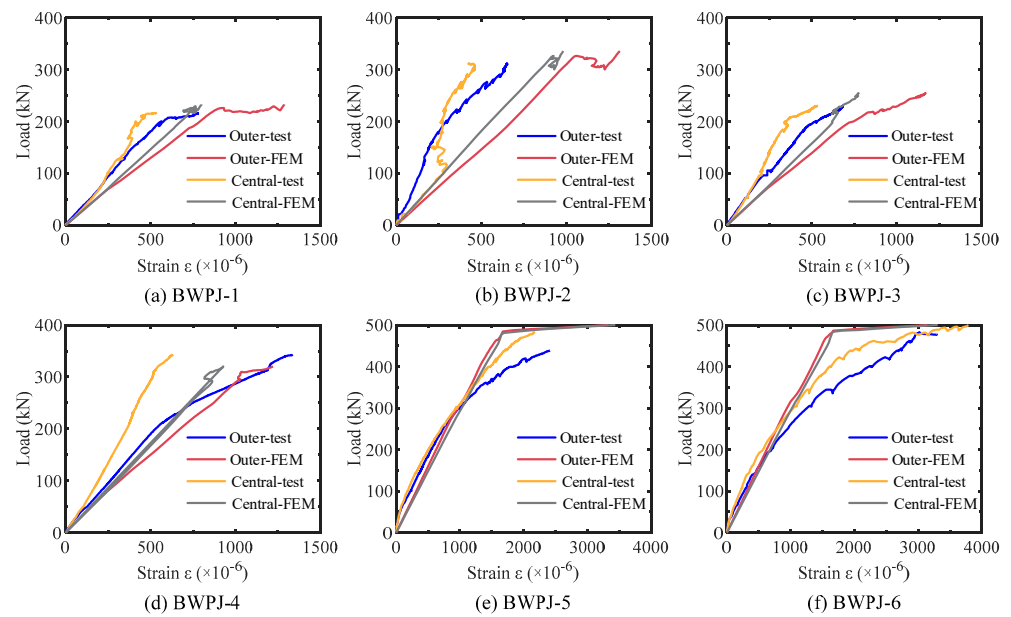 400
300
200
100
0
Load (kN)
Outer-test
Outer-FEM
Central-test
Central-FEM
0 500 1000 1500
Strain ε (×10-6)
(a) BWPJ-1
400
300
200
100
0
Load (kN)
Outer-test
Outer-FEM
Central-test
Central-FEM
0 500 1000 1500
Strain ε (×10-6)
(b) BWPJ-2
400
300
200
100
0
Load (kN)
Outer-test
Outer-FEM
Central-test
Central-FEM
0 500 1000 1500
Strain ε (×10-6)
(c) BWPJ-3
400
300
200
100
0
Load (kN)
Outer-test
Outer-FEM
Central-test
Central-FEM
0 500 1000 1500
Strain ε (×10-6)
(d) BWPJ-4
500
400
300
200
100
0
Load (kN)
Outer-test
Outer-FEM
Central-test
Central-FEM
0 1000 2000 3000 4000
Strain ε (×10-6)
(e) BWPJ-5
500
400
300
200
100
0
Load (kN)
Outer-test
Outer-FEM
Central-test
Central-FEM
0 1000 2000 3000 4000
Strain ε (×10-6)
(f) BWPJ-6